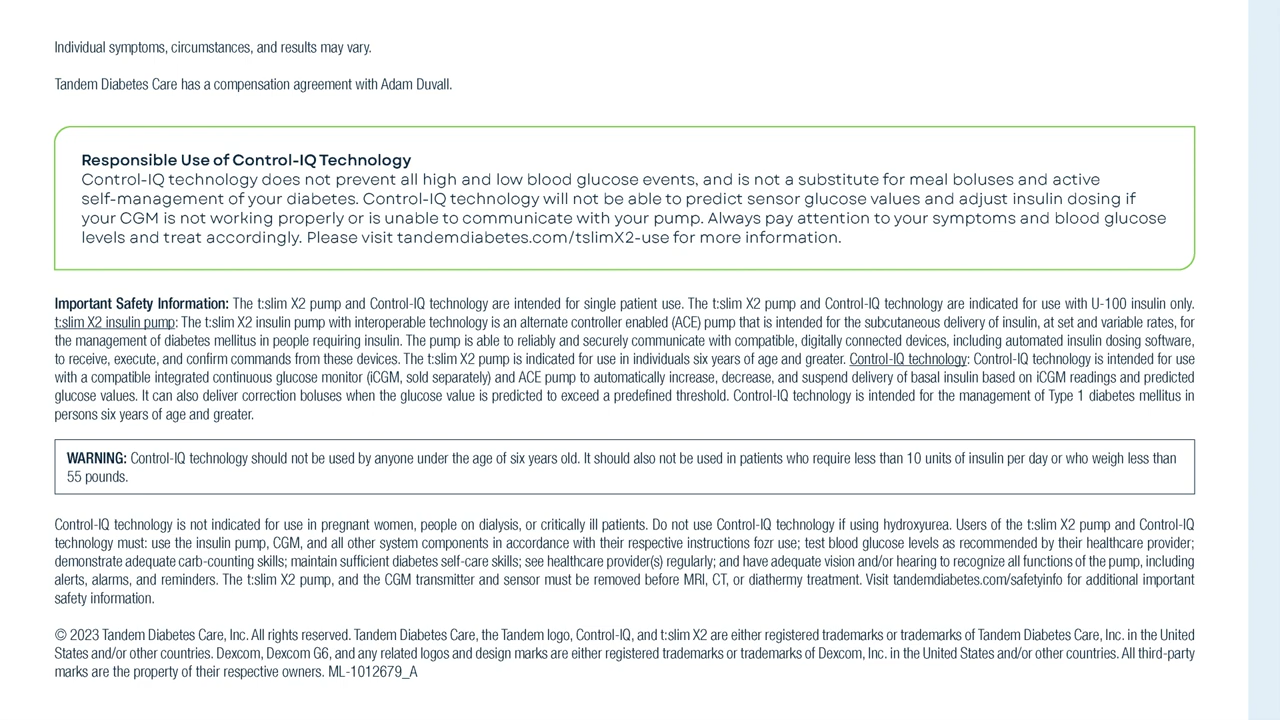 Individual symptoms, circumstances, and results may vary.
Tandem Diabetes Care has a compensation agreement with Adam Duvall.
Responsible Use of Control-IQ Technology
Control-IQ technology does not prevent all high and low blood glucose events, and is not a substitute for meal boluses and active
self-management of your diabetes. Control-IQ technology will not be able to predict sensor glucose values and adjust insulin dosing if
your CGM is not working properly or is unable to communicate with your pump. Always pay attention to your symptoms and blood glucose
levels and treat accordingly. Please visit tandemdiabetes.com/tslimX2-use for more information.
Important Safety Information: The t:slim X2 pump and Control-IQ technology are intended for single patient use. The t:slim X2 pump and Control-IQ technology are indicated for use with U-100 insulin only.
t:slim X2 insulin pump: The t:slim X2 insulin pump with interoperable technology is an alternate controller enabled (ACE) pump that is intended for the subcutaneous delivery of insulin, at set and variable rates, for
the management of diabetes mellitus in people requiring insulin. The pump is able to reliably and securely communicate with compatible, digitally connected devices, including automated insulin dosing software,
to receive, execute, and confirm commands from these devices. The t:slim X2 pump is indicated for use in individuals six years of age and greater. Control-IQ technology: Control-IQ technology is intended for use
with a compatible integrated continuous glucose monitor (iCGM, sold separately) and ACE pump to automatically increase, decrease, and suspend delivery of basal insulin based on iCGM readings and predicted
glucose values. It can also deliver correction boluses when the glucose value is predicted to exceed a predefined threshold. Control-IQ technology is intended for the management of Type 1 diabetes mellitus in
persons six years of age and greater.
WARNING: Control-IQ technology should not be used by anyone under the age of six years old. It should also not be used in patients who require less than 10 units of insulin per day or who weigh less than
55 pounds.
Control-IQ technology is not indicated for use in pregnant women, people on dialysis, or critically ill patients. Do not use Control-IQ technology if using hydroxyurea. Users of the t:slim X2 pump and Control-IQ
technology must: use the insulin pump, CGM, and all other system components in accordance with their respective instructions fozr use; test blood glucose levels as recommended by their healthcare provider;
demonstrate adequate carb-counting skills; maintain sufficient diabetes self-care skills; see healthcare provider(s) regularly; and have adequate vision and/or hearing to recognize all functions of the pump, including
alerts, alarms, and reminders. The t:slim X2 pump, and the CGM transmitter and sensor must be removed before MRI, CT, or diathermy treatment. Visit tandemdiabetes.com/safetyinfo for additional important
safety information.
© 2023 Tandem Diabetes Care, Inc. All rights reserved. Tandem Diabetes Care, the Tandem logo, Control-IQ, and t:slim X2 are either registered trademarks or trademarks of Tandem Diabetes Care, Inc. in the United
States and/or other countries. Dexcom, Dexcom G6, and any related logos and design marks are either registered trademarks or trademarks of Dexcom, Inc. in the United States and/or other countries. All third-party
marks are the property of their respective owners. ML-1012679_A